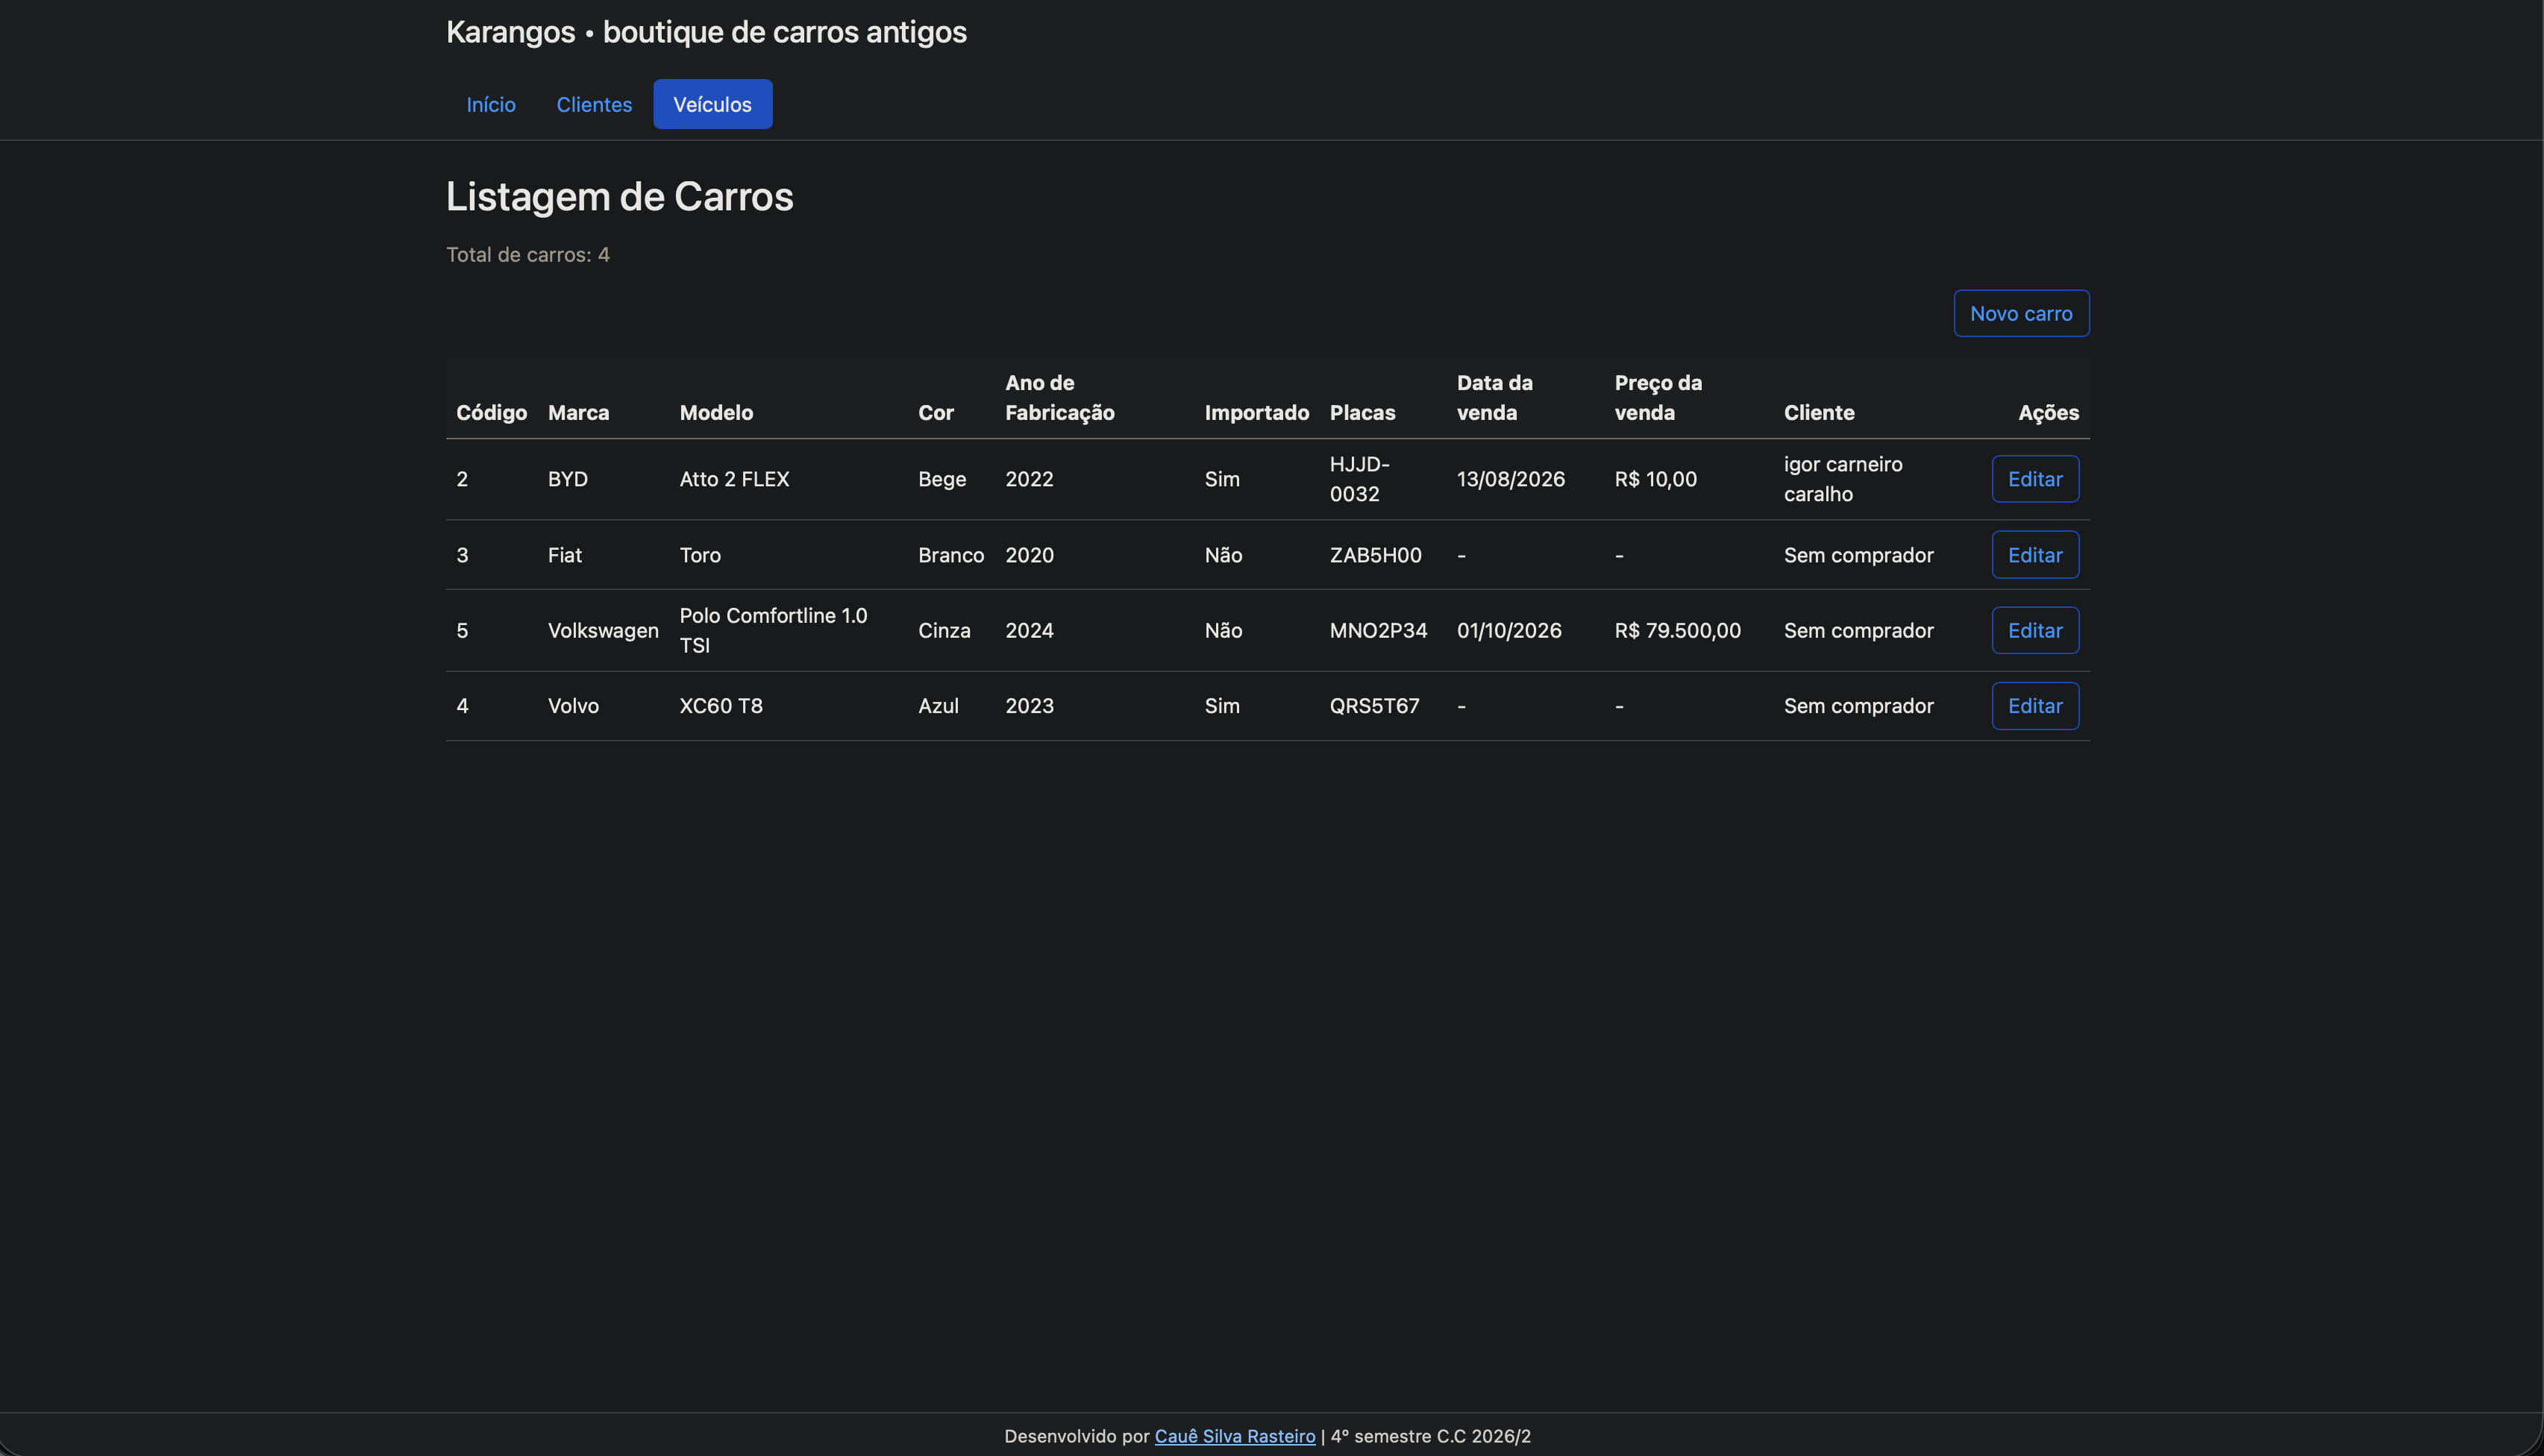 Karangos • boutique de carros antigos
Início Clientes Veículos
Listagem de Carros
Total de carros: 4
Novo carro
Código Marca Modelo Cor Ano de Fabricação Importado Placas Data da venda Preço da venda Cliente Ações
2 BYD Atto 2 FLEX Bege 2022 Sim HJJD-0032 13/08/2026 R$ 10,00 igor carneiro caralho Editar
3 Fiat Toro Branco 2020 Não ZAB5H00 - - Sem comprador Editar
5 Volkswagen Polo Comfortline 1.0 TSI Cinza 2024 Não MNO2P34 01/10/2026 R$ 79.500,00 Sem comprador Editar
4 Volvo XC60 T8 Azul 2023 Sim QRS5T67 - - Sem comprador Editar
Desenvolvido por Cauê Silva Rasteiro | 4º semestre C.C 2026/2